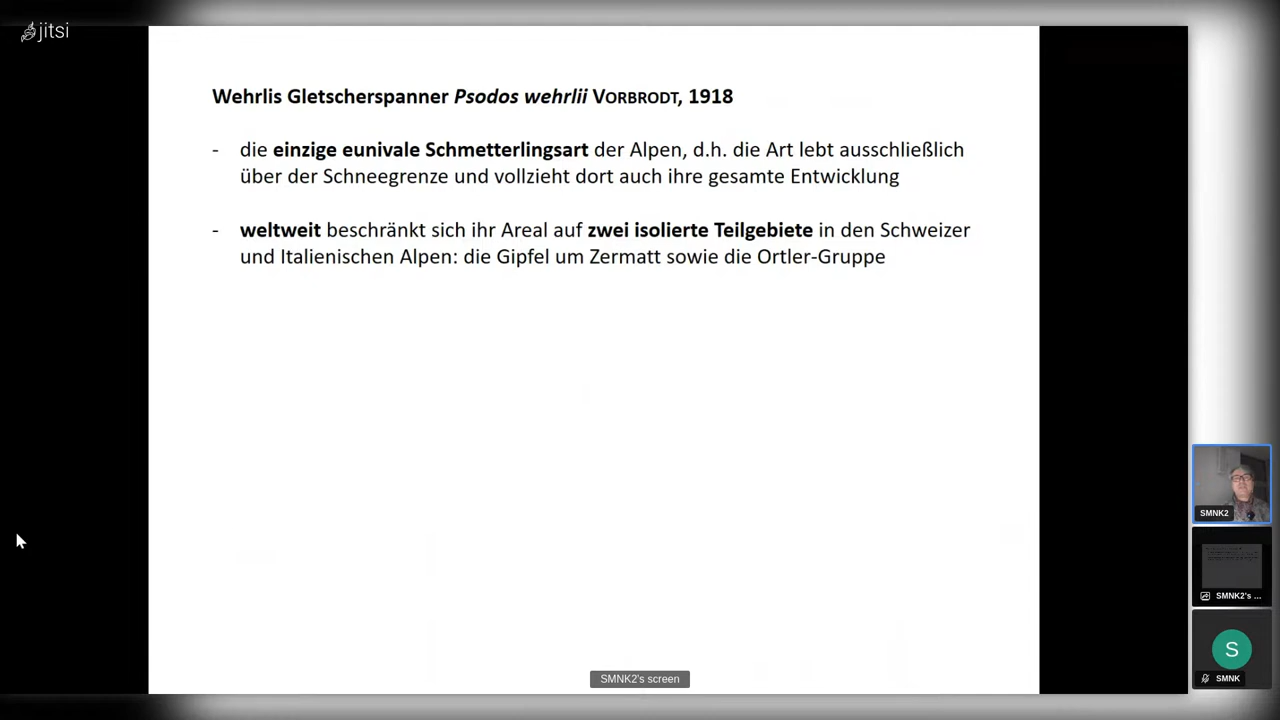 jitsi
Wehrlis Gletscherspanner Psodos wehrlii VORBRODT, 1918
- die einzige eunivale Schmetterlingsart der Alpen, d.h. die Art lebt ausschließlich
über der Schneegrenze und vollzieht dort auch ihre gesamte Entwicklung
- weltweit beschränkt sich ihr Areal auf zwei isolierte Teilgebiete in den Schweizer
und Italienischen Alpen: die Gipfel um Zermatt sowie die Ortler-Gruppe
SMNK2
SMNK2's ...
S
SMNK
SMNK2's screen